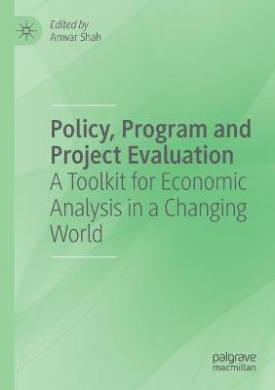 Edited by
Anwar Shah
Policy, Program and
Project Evaluation
A Toolkit for Economic
Analysis in a Changing
World
palgrave
macmillan